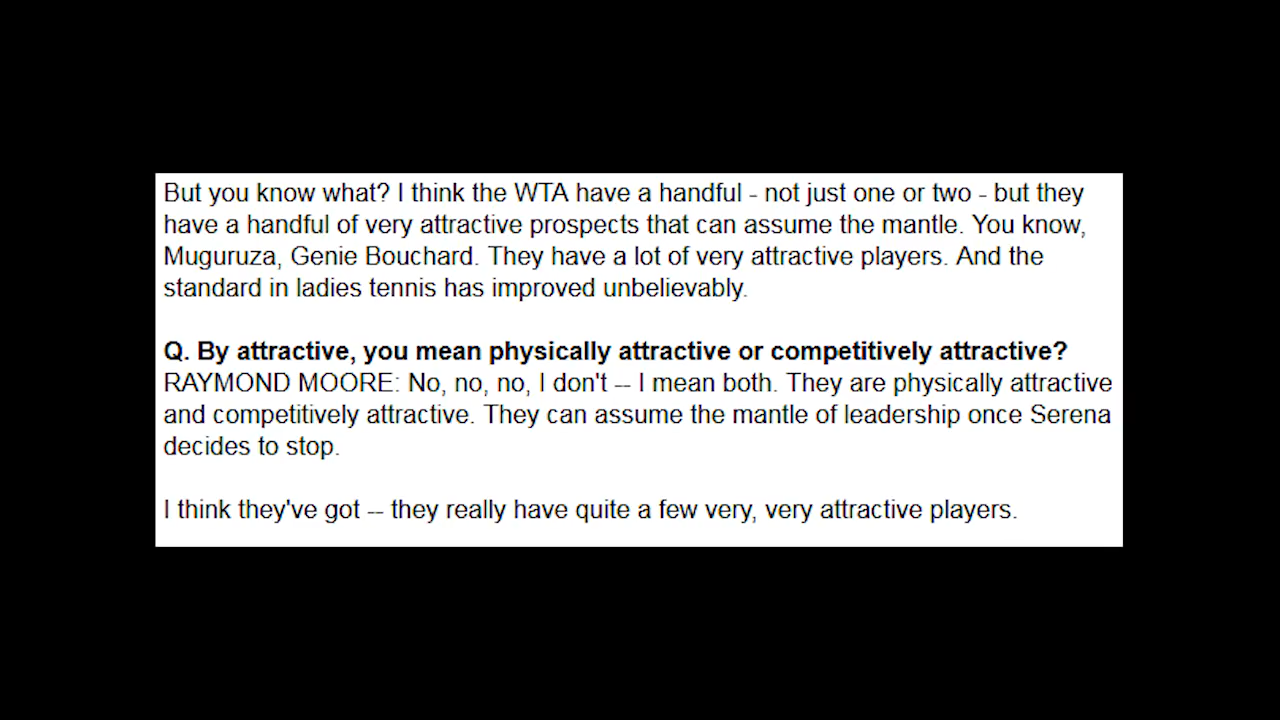 But you know what? I think the WTA have a handful - not just one or two - but they
have a handful of very attractive prospects that can assume the mantle. You know,
Muguruza, Genie Bouchard. They have a lot of very attractive players. And the
standard in ladies tennis has improved unbelievably.
Q. By attractive, you mean physically attractive or competitively attractive?
RAYMOND MOORE: No, no, no, I don't -- I mean both. They are physically attractive
and competitively attractive. They can assume the mantle of leadership once Serena
decides to stop.
I think they've got -- they really have quite a few very, very attractive players.